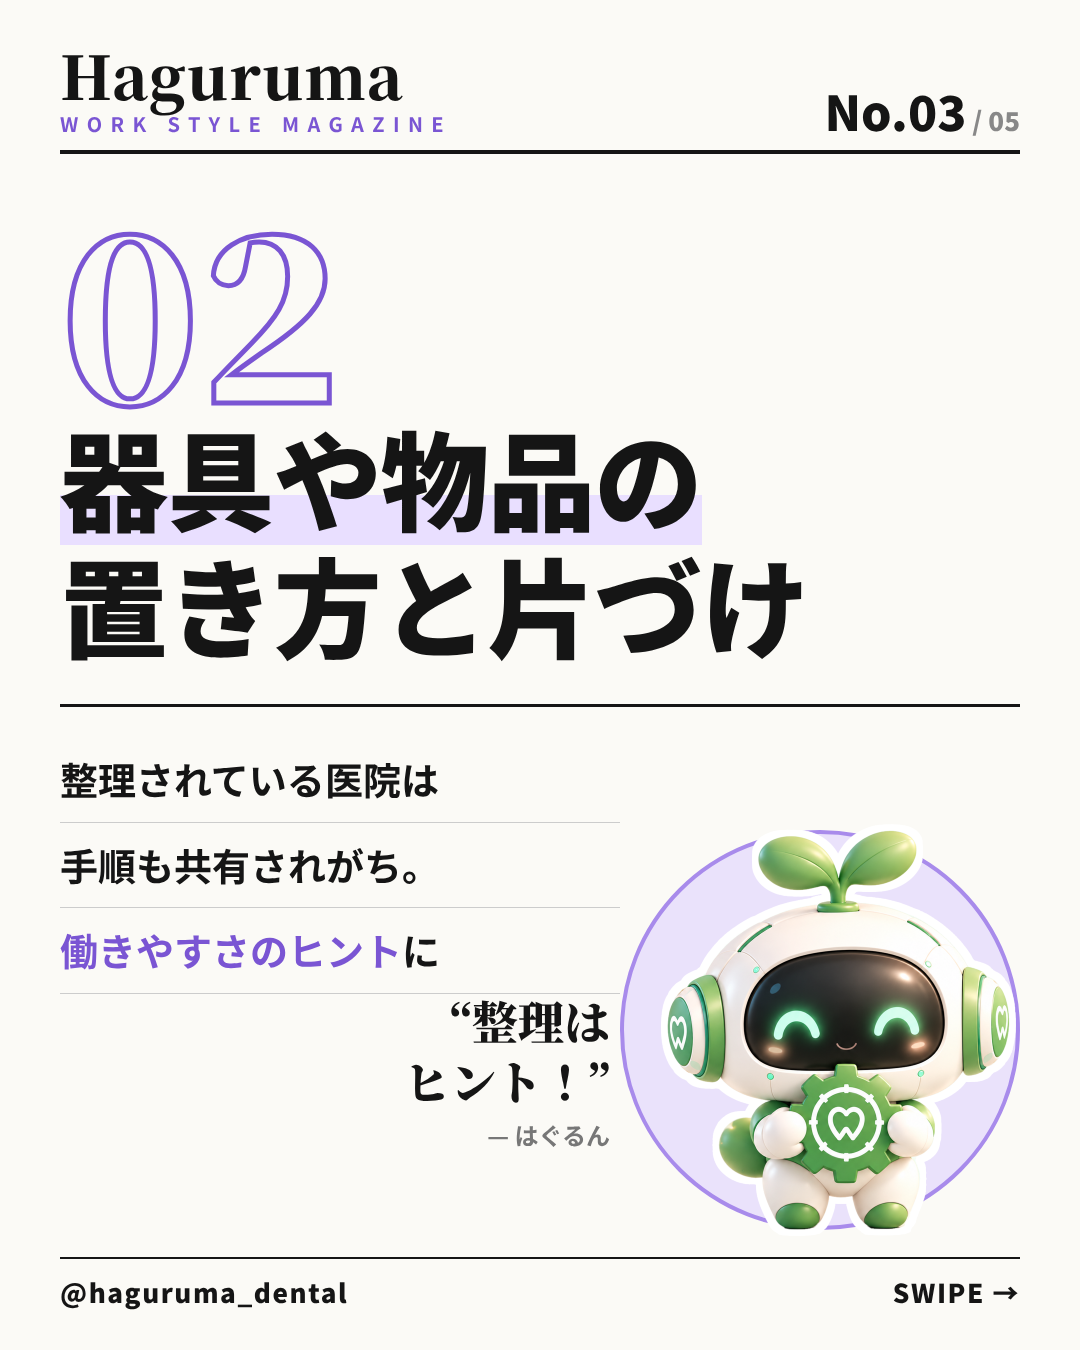 Haguruma
WORK STYLE MAGAZINE
No.03 / 05
02
器具や物品の
置き方と片づけ
整理されている医院は
手順も共有されがち。
働きやすさのヒントに
“整理は
ヒント！”
— はぐるん
@haguruma_dental
SWIPE →